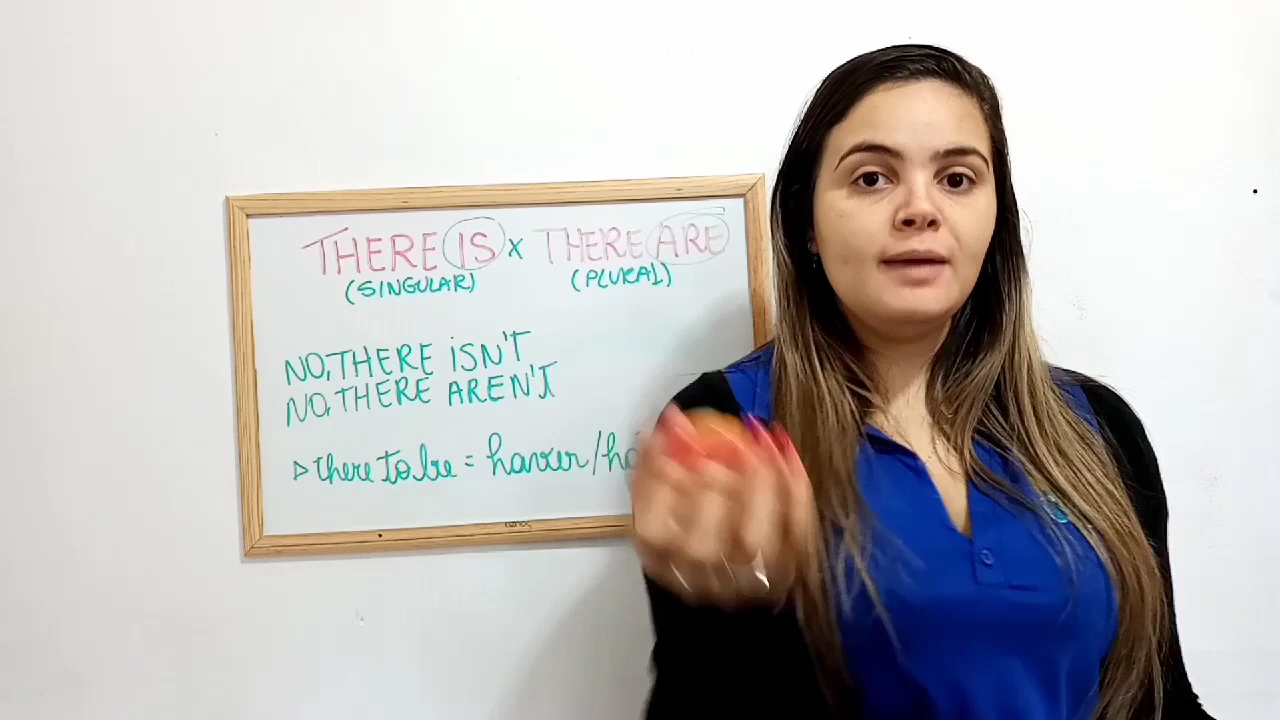 THERE IS x THERE ARE
(SINGULAR) (PLURAL)
NO, THERE ISN'T
NO, THERE AREN'T
▷ there to be = haver /